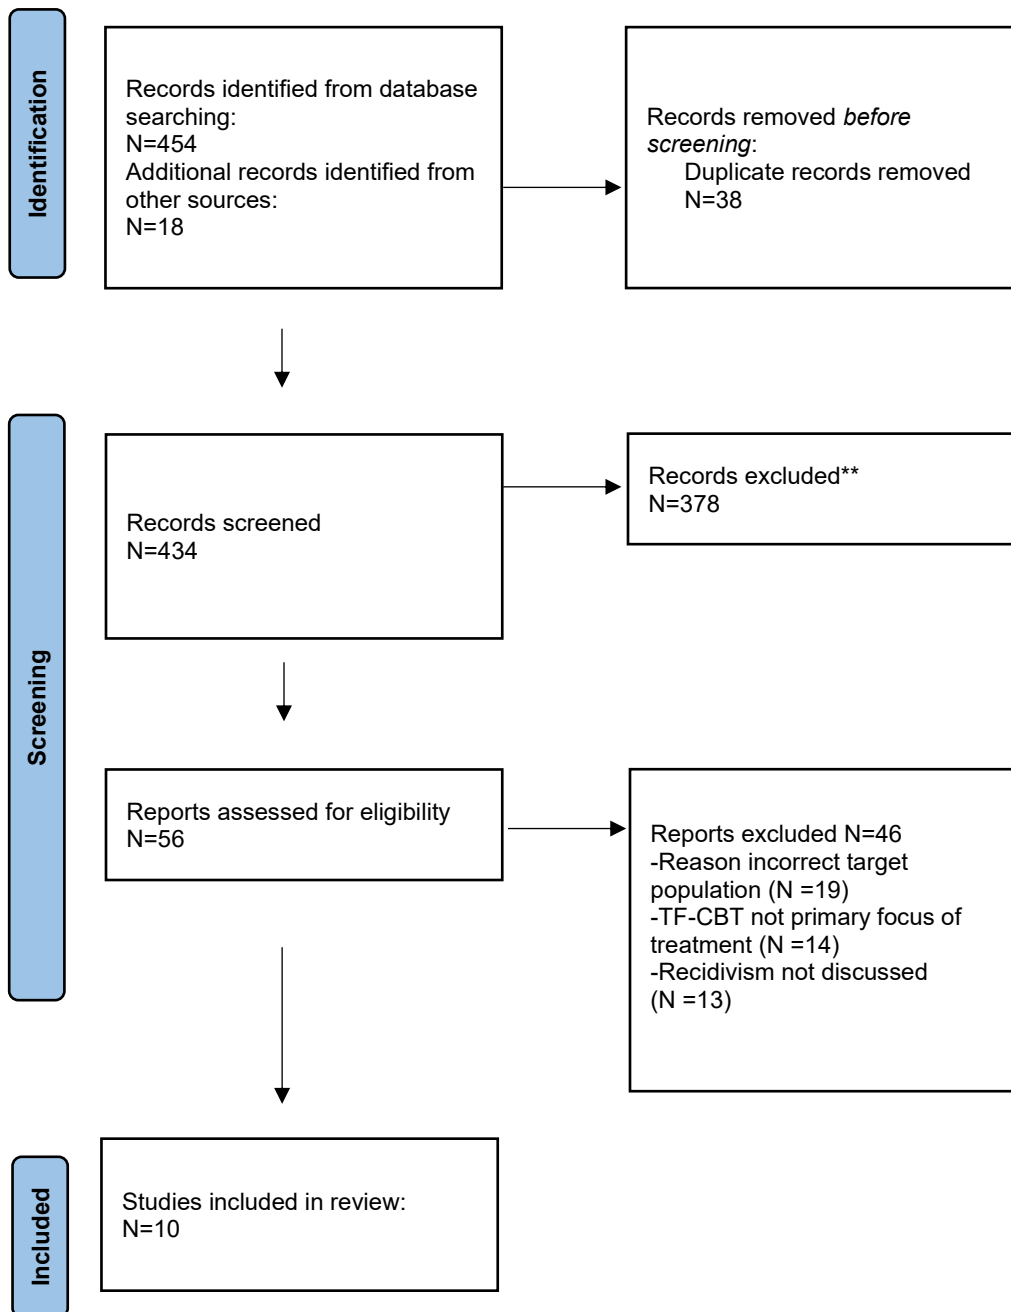 Identification
Records identified from database
searching:
N=454
Additional records identified from
other sources:
N=18
Records removed before
screening:
Duplicate records removed
N=38
Screening
Records screened
N=434
Records excluded**
N=378
Reports assessed for eligibility
N=56
Reports excluded N=46
-Reason incorrect target
population (N =19)
-TF-CBT not primary focus of
treatment (N =14)
-Recidivism not discussed
(N =13)
Included
Studies included in review:
N=10